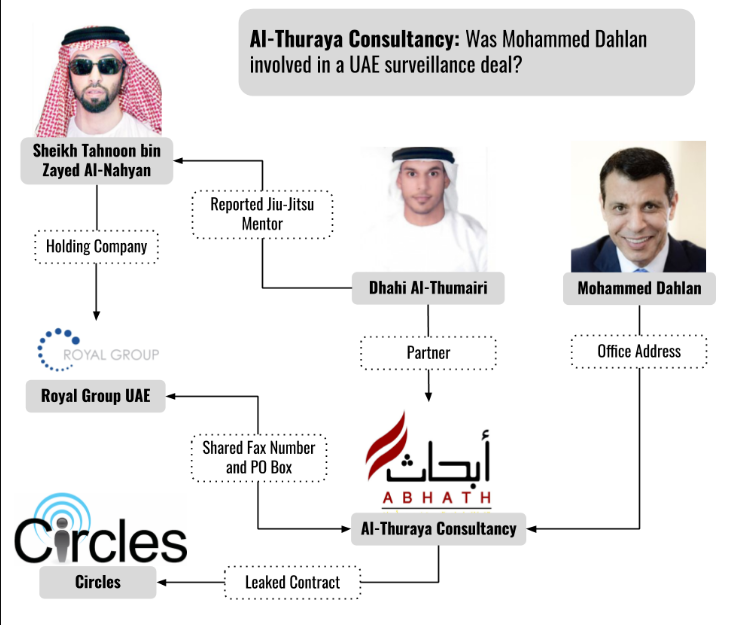 Al-Thuraya Consultancy: Was Mohammed Dahlan
involved in a UAE surveillance deal?
Sheikh Tahnoon bin
Zayed Al-Nahyan
Reported Jiu-Jitsu
Mentor
Holding Company
Dhahi Al-Thumairi
Mohammed Dahlan
Partner
Office Address
ROYAL GROUP
Royal Group UAE
Shared Fax Number
and PO Box
أبحاث
ABHATH
Al-Thuraya Consultancy
Circles
Circles
Leaked Contract